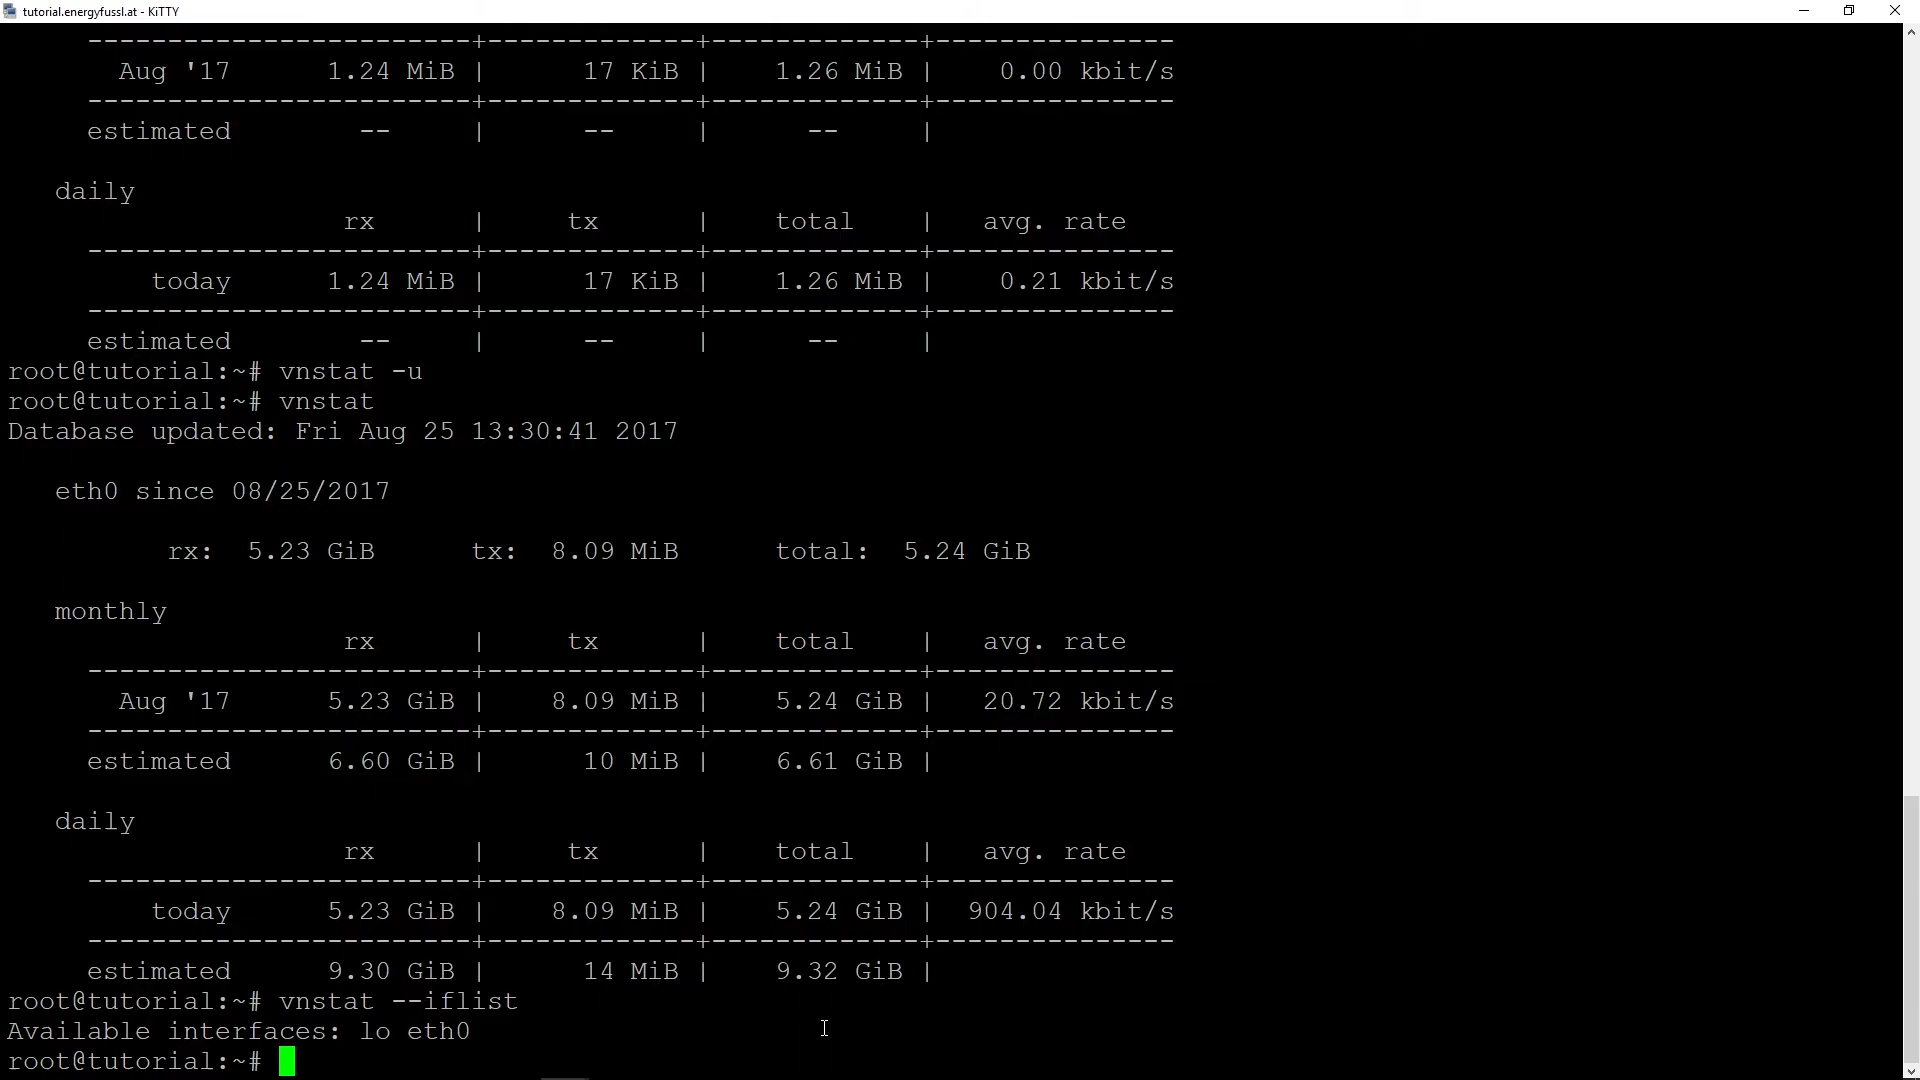 tutorial.energyfussl.at - KiTTY
------------------------+--------------+-------------+---------------
Aug '17      1.24 MiB |      17 KiB |    1.26 MiB |    0.00 kbit/s
------------------------+--------------+-------------+---------------
estimated        --     |      --      |      --      |
daily
rx      |     tx      |    total    |   avg. rate
------------------------+--------------+-------------+---------------
today      1.24 MiB |      17 KiB |    1.26 MiB |    0.21 kbit/s
------------------------+--------------+-------------+---------------
estimated        --     |      --      |      --      |
root@tutorial:~# vnstat -u
root@tutorial:~# vnstat
Database updated: Fri Aug 25 13:30:41 2017
eth0 since 08/25/2017
rx:  5.23 GiB      tx:  8.09 MiB      total:  5.24 GiB
monthly
rx      |     tx      |    total    |   avg. rate
------------------------+--------------+-------------+---------------
Aug '17      5.23 GiB |    8.09 MiB |    5.24 GiB |   20.72 kbit/s
------------------------+--------------+-------------+---------------
estimated      6.60 GiB |      10 MiB |    6.61 GiB |
daily
rx      |     tx      |    total    |   avg. rate
------------------------+--------------+-------------+---------------
today      5.23 GiB |    8.09 MiB |    5.24 GiB |  904.04 kbit/s
------------------------+--------------+-------------+---------------
estimated      9.30 GiB |      14 MiB |    9.32 GiB |
root@tutorial:~# vnstat --iflist
Available interfaces: lo eth0
root@tutorial:~#